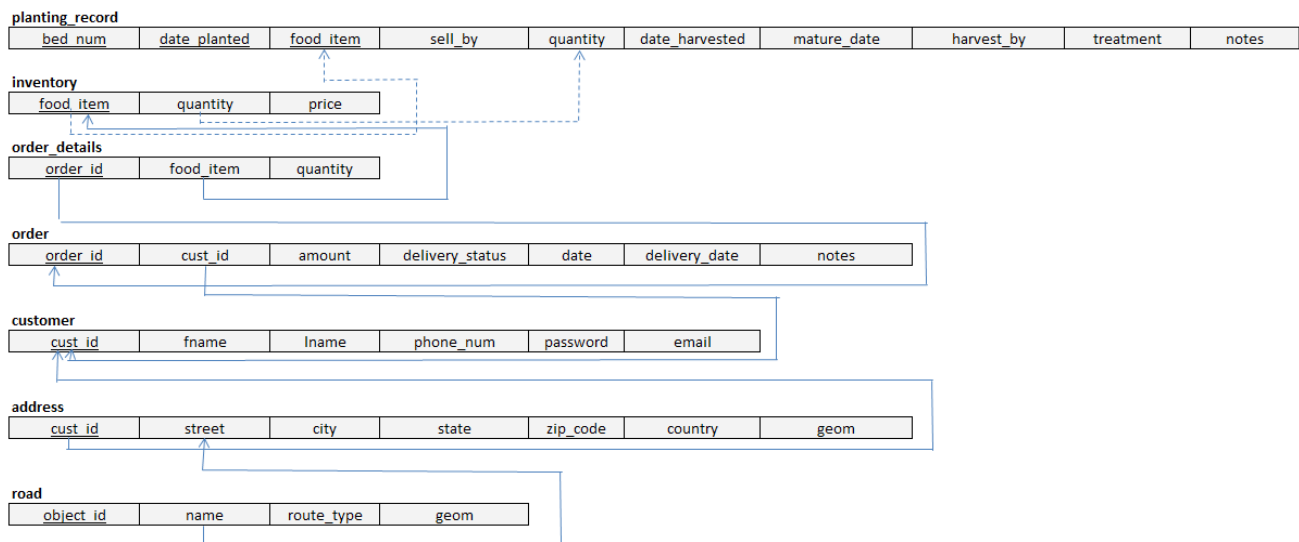 planting_record
bed_num date_planted food_item sell_by quantity date_harvested mature_date harvest_by treatment notes
inventory
food_item quantity price
order_details
order_id food_item quantity
order
order_id cust_id amount delivery_status date delivery_date notes
customer
cust_id fname lname phone_num password email
address
cust_id street city state zip_code country geom
road
object_id name route_type geom